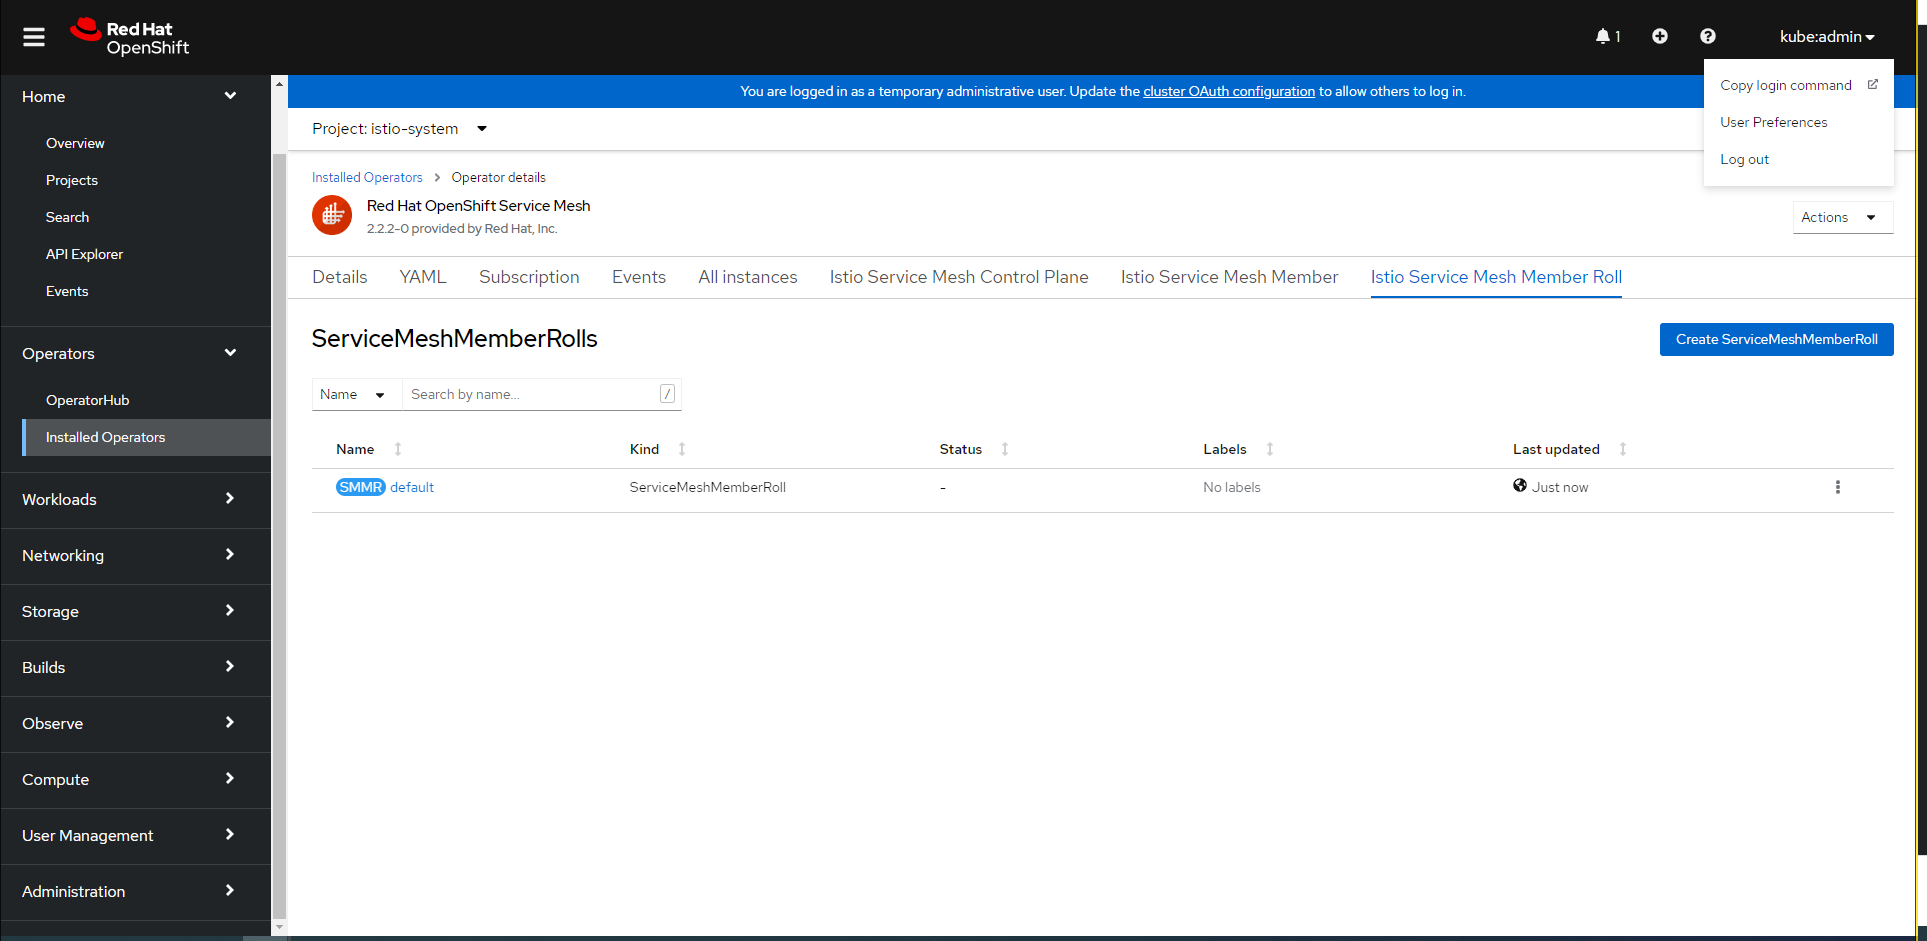 Red Hat
OpenShift
1
kube:admin
Copy login command
User Preferences
Log out
Home
Overview
Projects
Search
API Explorer
Events
Operators
OperatorHub
Installed Operators
Workloads
Networking
Storage
Builds
Observe
Compute
User Management
Administration
You are logged in as a temporary administrative user. Update the cluster OAuth configuration to allow others to log in.
Project: istio-system
Installed Operators > Operator details
Red Hat OpenShift Service Mesh
2.2.2-0 provided by Red Hat, Inc.
Actions
Details YAML Subscription Events All instances Istio Service Mesh Control Plane Istio Service Mesh Member Istio Service Mesh Member Roll
ServiceMeshMemberRolls
Create ServiceMeshMemberRoll
Name Search by name... /
Name Kind Status Labels Last updated
SMMR default ServiceMeshMemberRoll - No labels Just now